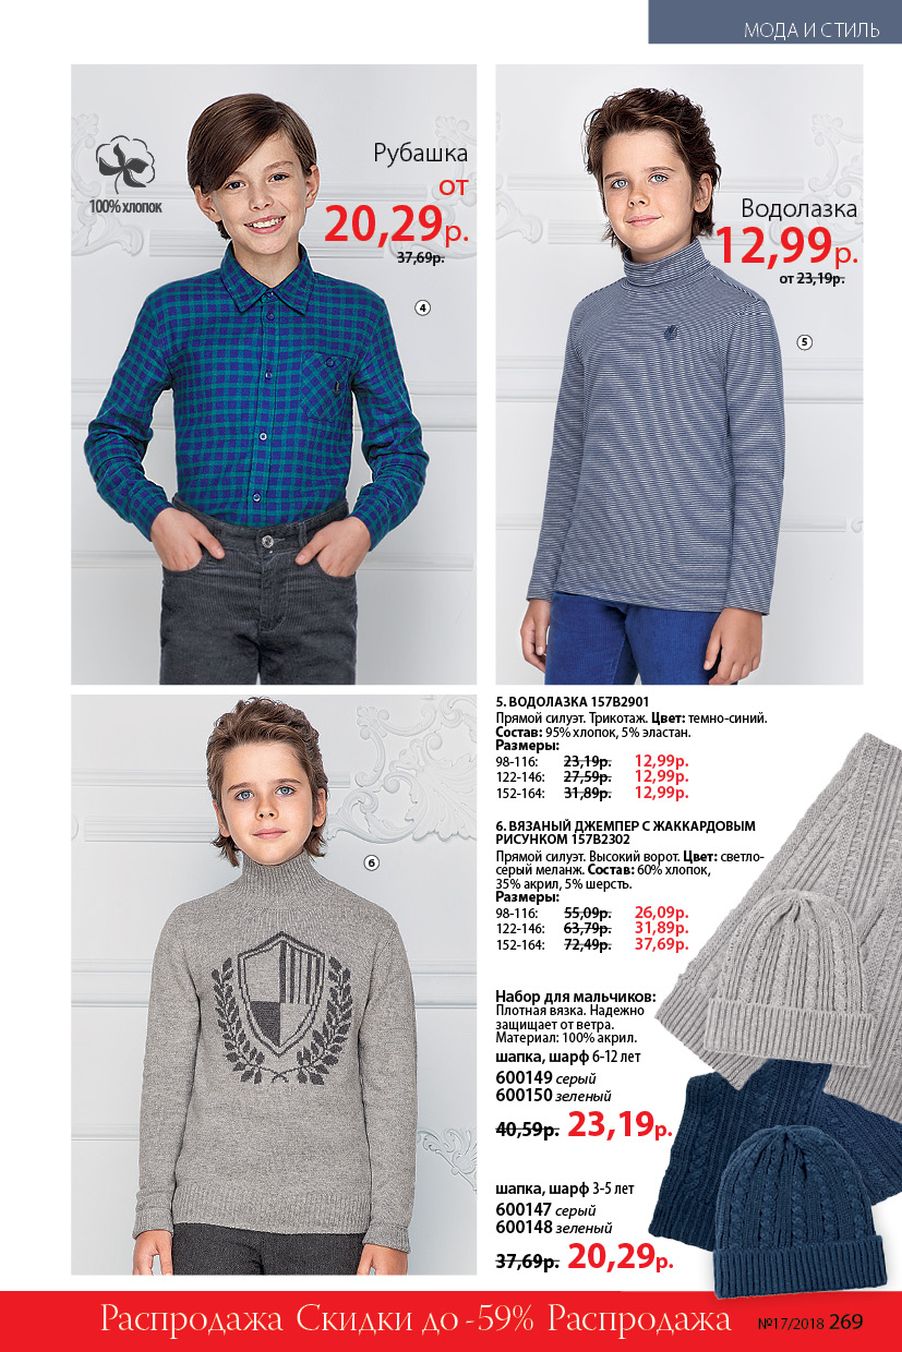 МОДА И СТИЛЬ
100% хлопок
Рубашка
от
20,29р.
37,69р.
4
Водолазка
12,99р.
от 23,19р.
5
6
5. ВОДОЛАЗКА 157В2901
Прямой силуэт. Трикотаж. Цвет: темно-синий.
Состав: 95% хлопок, 5% эластан.
Размеры:
98-116: 23,19р. 12,99р.
122-146: 27,59р. 12,99р.
152-164: 31,89р. 12,99р.
6. ВЯЗАНЫЙ ДЖЕМПЕР С ЖАККАРДОВЫМ
РИСУНКОМ 157В2302
Прямой силуэт. Высокий ворот. Цвет: светло-
серый меланж. Состав: 60% хлопок,
35% акрил, 5% шерсть.
Размеры:
98-116: 55,09р. 26,09р.
122-146: 63,79р. 31,89р.
152-164: 72,49р. 37,69р.
Набор для мальчиков:
Плотная вязка. Надежно
защищает от ветра.
Материал: 100% акрил.
шапка, шарф 6-12 лет
600149 серый
600150 зеленый
40,59р. 23,19р.
шапка, шарф 3-5 лет
600147 серый
600148 зеленый
37,69р. 20,29р.
Распродажа Скидки до -59% Распродажа №17/2018 269